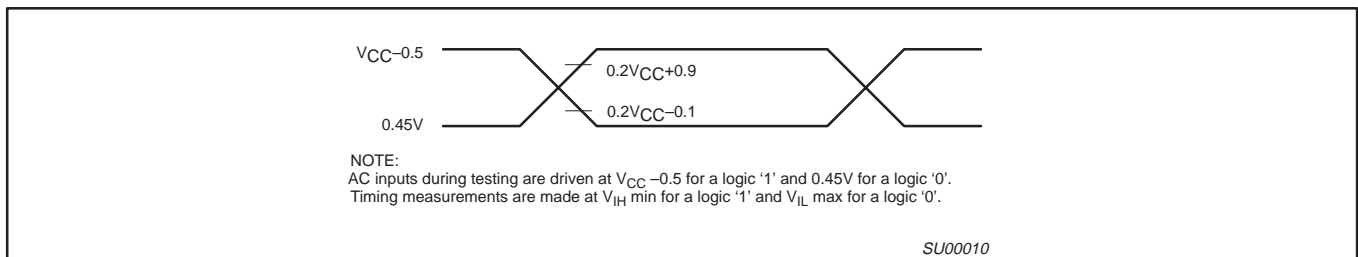 VCC–0.5
0.2VCC+0.9
0.2VCC–0.1
0.45V
NOTE:
AC inputs during testing are driven at VCC –0.5 for a logic ‘1’ and 0.45V for a logic ‘0’.
Timing measurements are made at VIH min for a logic ‘1’ and VIL max for a logic ‘0’.
SU00010